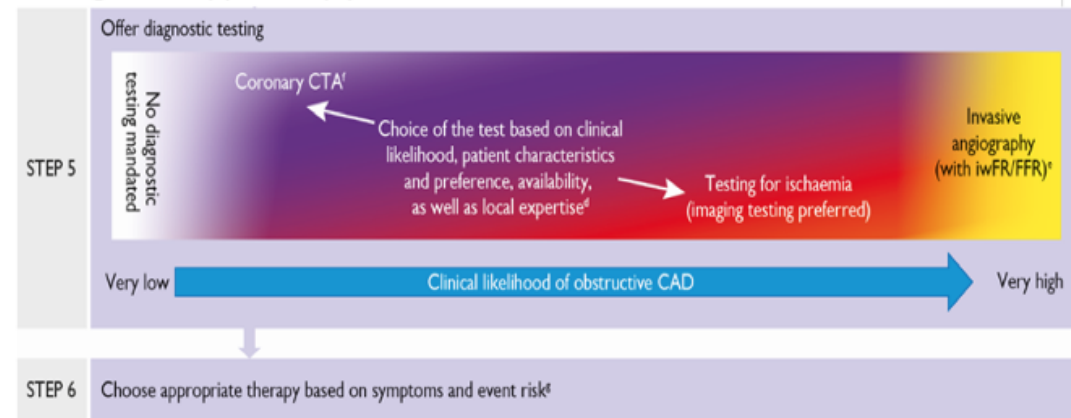 Offer diagnostic testing
STEP 5
No diagnostic
testing mandated
Coronary CTAᶠ
Choice of the test based on clinical
likelihood, patient characteristics
and preference, availability,
as well as local expertiseᵈ
Testing for ischaemia
(imaging testing preferred)
Invasive
angiography
(with iwFR/FFR)ᵉ
Very low
Clinical likelihood of obstructive CAD
Very high
STEP 6
Choose appropriate therapy based on symptoms and event riskᵍ